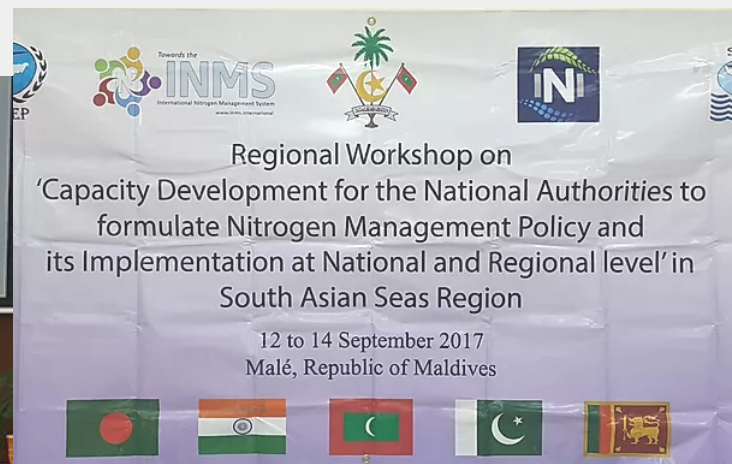 EP
Towards the
INMS
International Nitrogen Management System
www.inms.international
INI
Regional Workshop on
'Capacity Development for the National Authorities to
formulate Nitrogen Management Policy and
its Implementation at National and Regional level' in
South Asian Seas Region
12 to 14 September 2017
Malé, Republic of Maldives